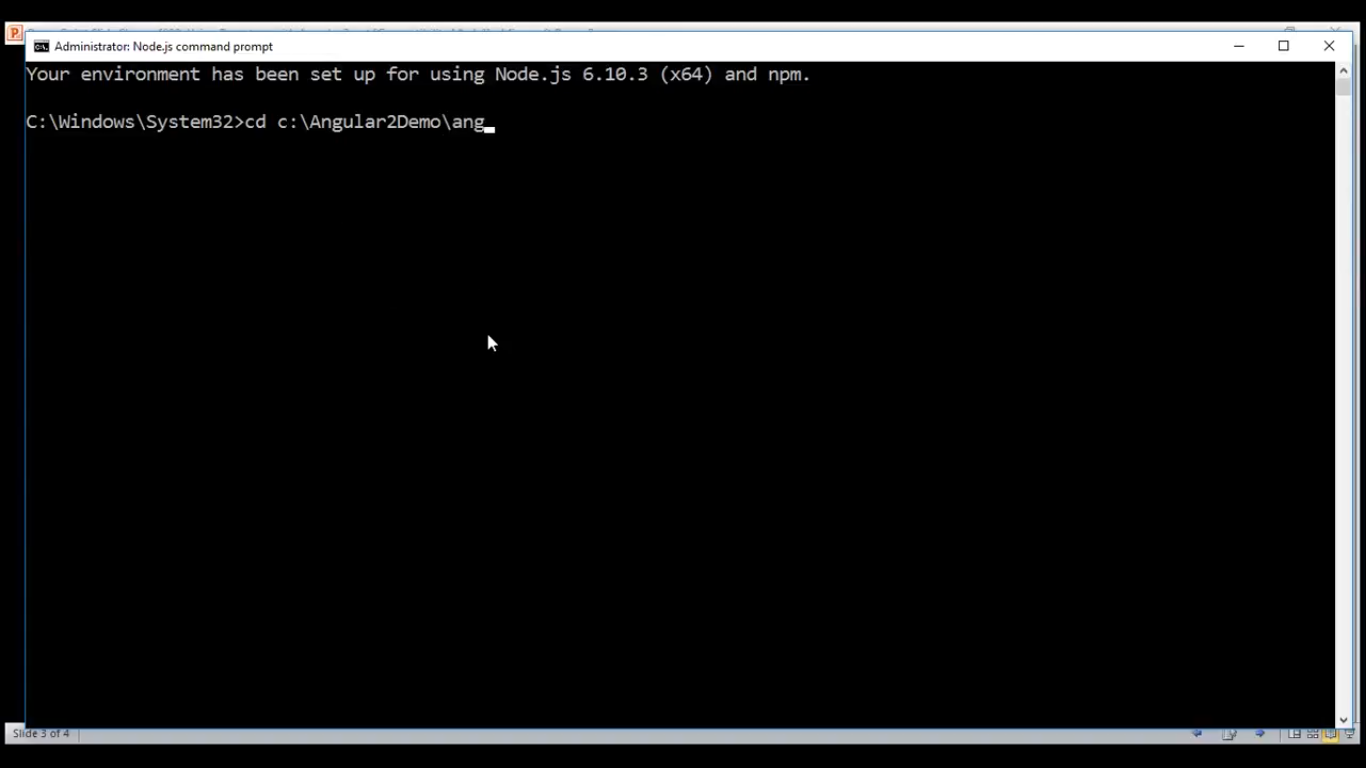 Administrator: Node.js command prompt
Your environment has been set up for using Node.js 6.10.3 (x64) and npm.
C:\Windows\System32>cd c:\Angular2Demo\ang
Slide 3 of 4